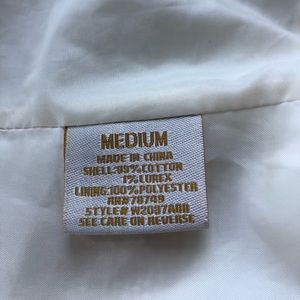 MEDIUM
MADE IN CHINA
SHELL:99%COTTON
1% LUREX
LINING:100%POLYESTER
RN#78749
STYLE#W2097A8R
SEE CARE ON REVERSE